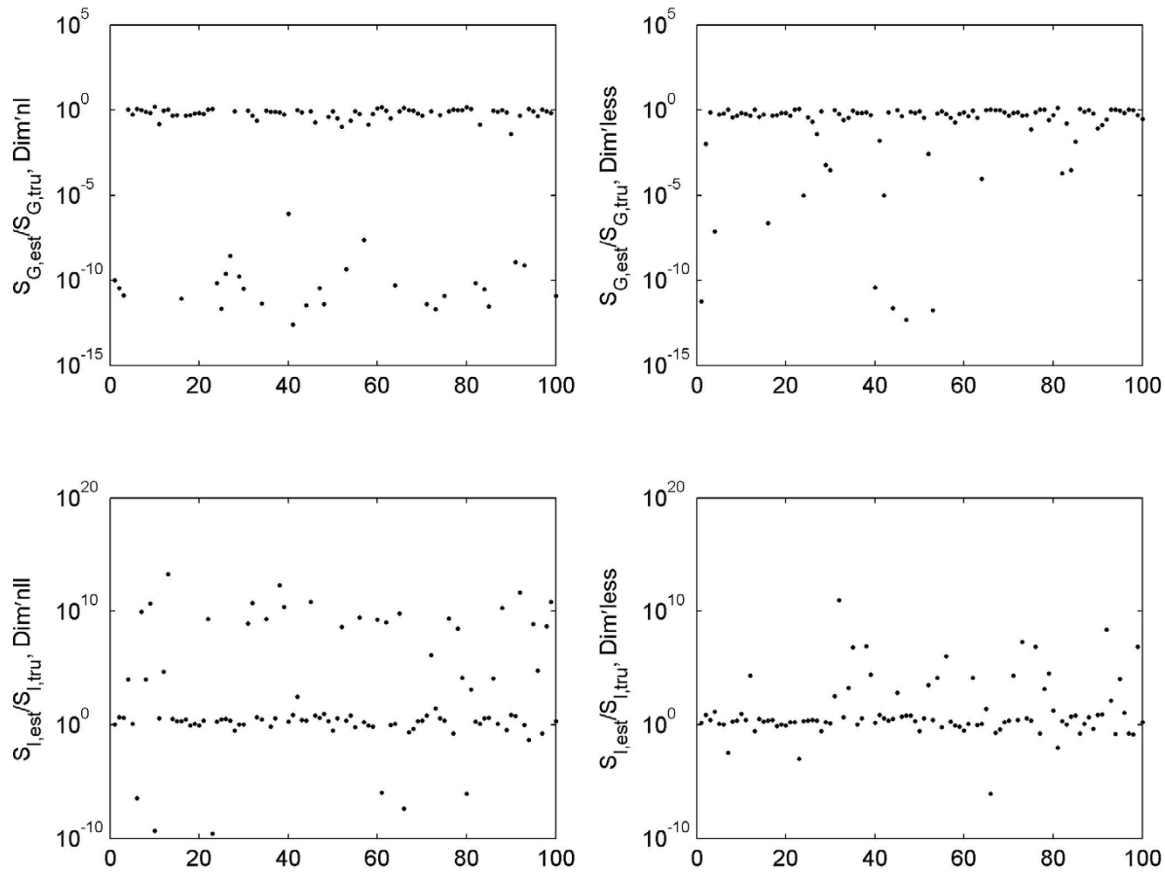 S_G,est/S_G,tru, Dim'nl
10^5
10^0
10^-5
10^-10
10^-15
0 20 40 60 80 100
S_G,est/S_G,tru, Dim'less
10^5
10^0
10^-5
10^-10
10^-15
0 20 40 60 80 100
S_I,est/S_I,tru, Dim'nll
10^20
10^10
10^0
10^-10
0 20 40 60 80 100
S_I,est/S_I,tru, Dim'less
10^20
10^10
10^0
10^-10
0 20 40 60 80 100